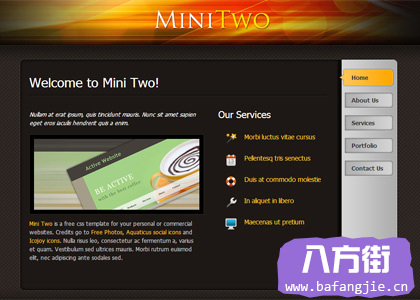 MINITWO
Home
About Us
Services
Portfolio
Contact Us
Welcome to Mini Two!
Nullam at erat ipsum, quis tincidunt mauris. Nunc sit amet sapien
eget eros iaculis hendrerit quis a enim.
Active Website
BE ACTIVE
with the best coffee
Mini Two is a free css template for your personal or commercial
websites. Credits go to Free Photos, Aquaticus social icons and
Icojoy icons. Nulla risus leo, consectetur ac fermentum a, varius
et quam. Vestibulum sed ultrices mauris. Morbi rutrum euismod
elit, nec adipiscing ante sodales sed.
Our Services
Morbi luctus vitae cursus
Pellentesq tris senectus
Duis at commodo molestie
In aliquet in libero
Maecenas ut pretium
八方街
www.bafangjie.cn